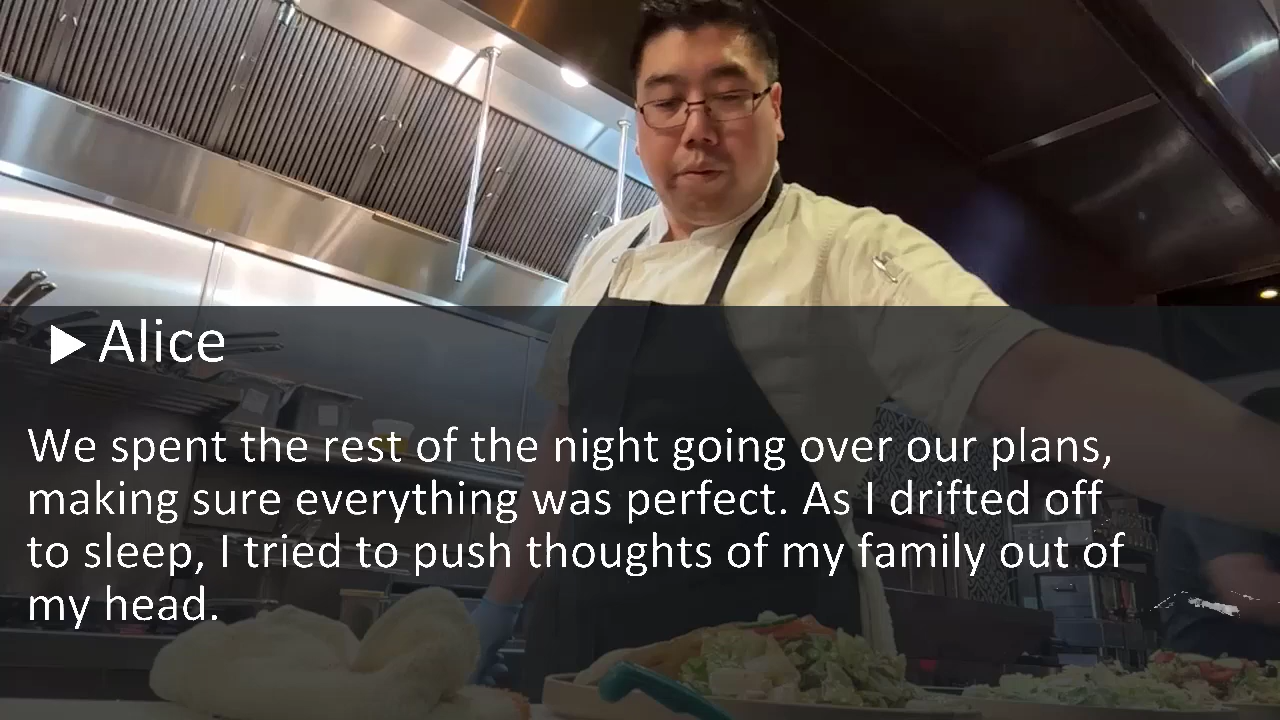 Alice
We spent the rest of the night going over our plans,
making sure everything was perfect. As I drifted off
to sleep, I tried to push thoughts of my family out of
my head.